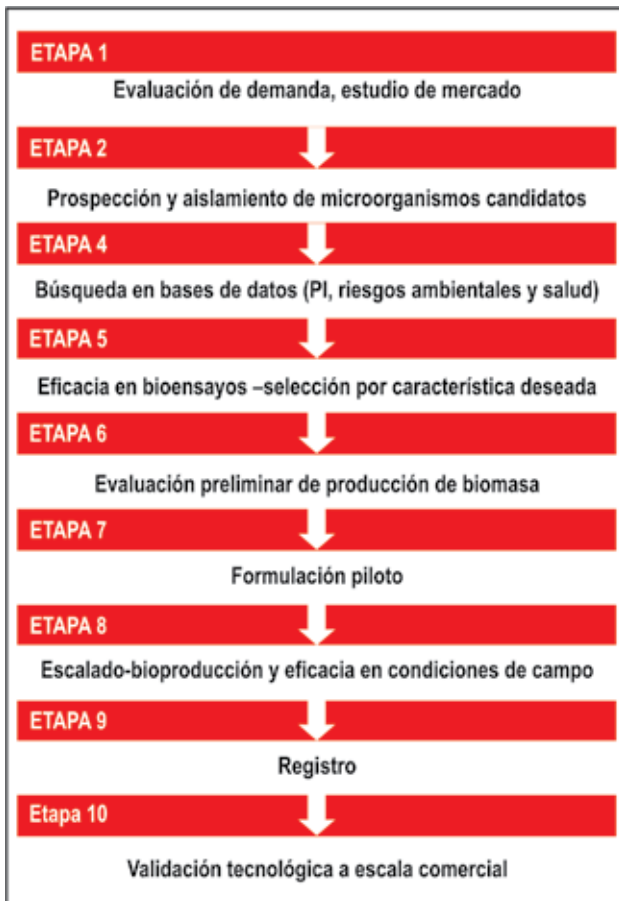 ETAPA 1
Evaluación de demanda, estudio de mercado
ETAPA 2
Prospección y aislamiento de microorganismos candidatos
ETAPA 4
Búsqueda en bases de datos (PI, riesgos ambientales y salud)
ETAPA 5
Eficacia en bioensayos –selección por característica deseada
ETAPA 6
Evaluación preliminar de producción de biomasa
ETAPA 7
Formulación piloto
ETAPA 8
Escalado-bioproducción y eficacia en condiciones de campo
ETAPA 9
Registro
Etapa 10
Validación tecnológica a escala comercial